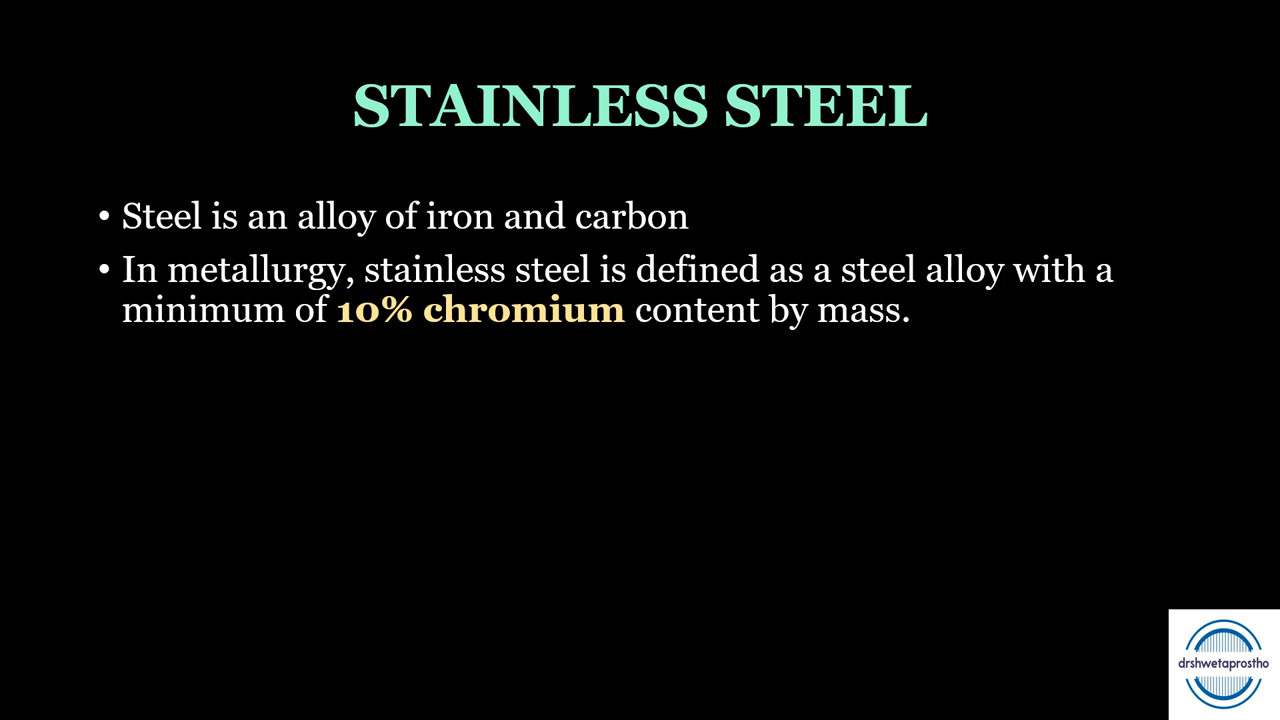 STAINLESS STEEL
• Steel is an alloy of iron and carbon
• In metallurgy, stainless steel is defined as a steel alloy with a
minimum of 10% chromium content by mass.
drshwetaprostho